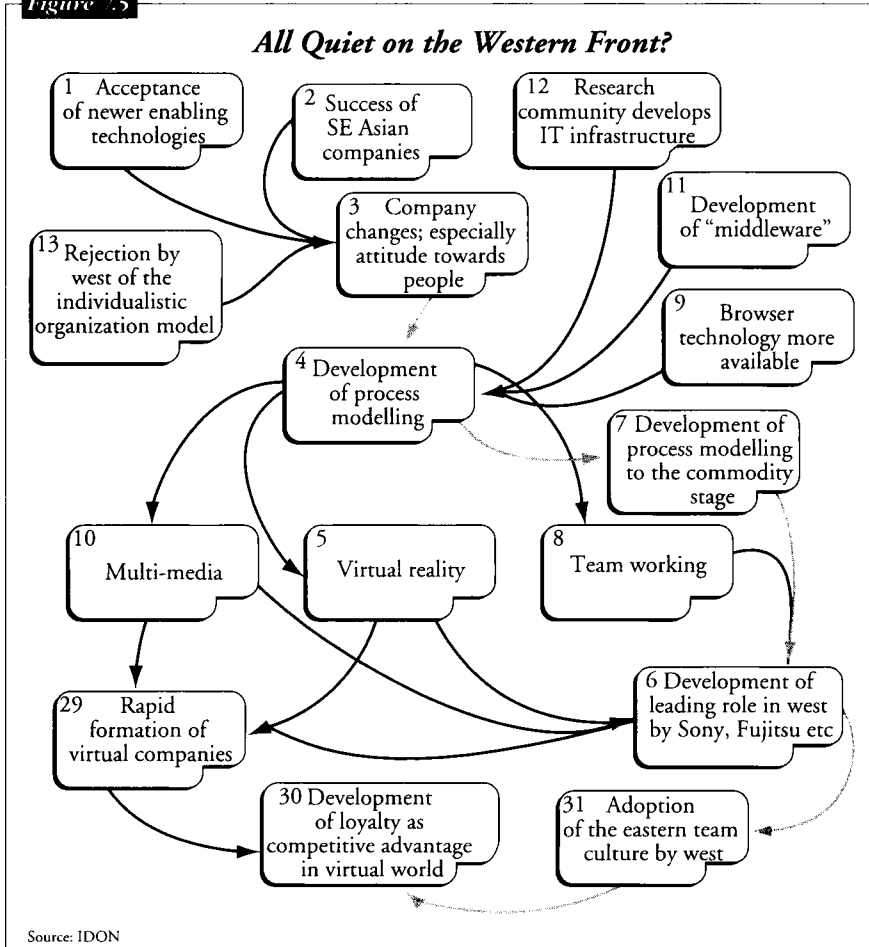 Figure 7.5
All Quiet on the Western Front?
1 Acceptance
of newer enabling
technologies
2 Success of
SE Asian
companies
12 Research
community develops
IT infrastructure
3 Company
changes; especially
attitude towards
people
11
Development
of "middleware"
13
Rejection by
west of the
individualistic
organization model
9
Browser
technology more
available
4 Development
of process
modelling
7 Development of
process modelling
to the commodity
stage
10
Multi-media
5
Virtual reality
8
Team working
29 Rapid
formation of
virtual companies
6 Development of
leading role in west
by Sony, Fujitsu etc
30 Development
of loyalty as
competitive advantage
in virtual world
31 Adoption
of the eastern team
culture by west
Source: IDON